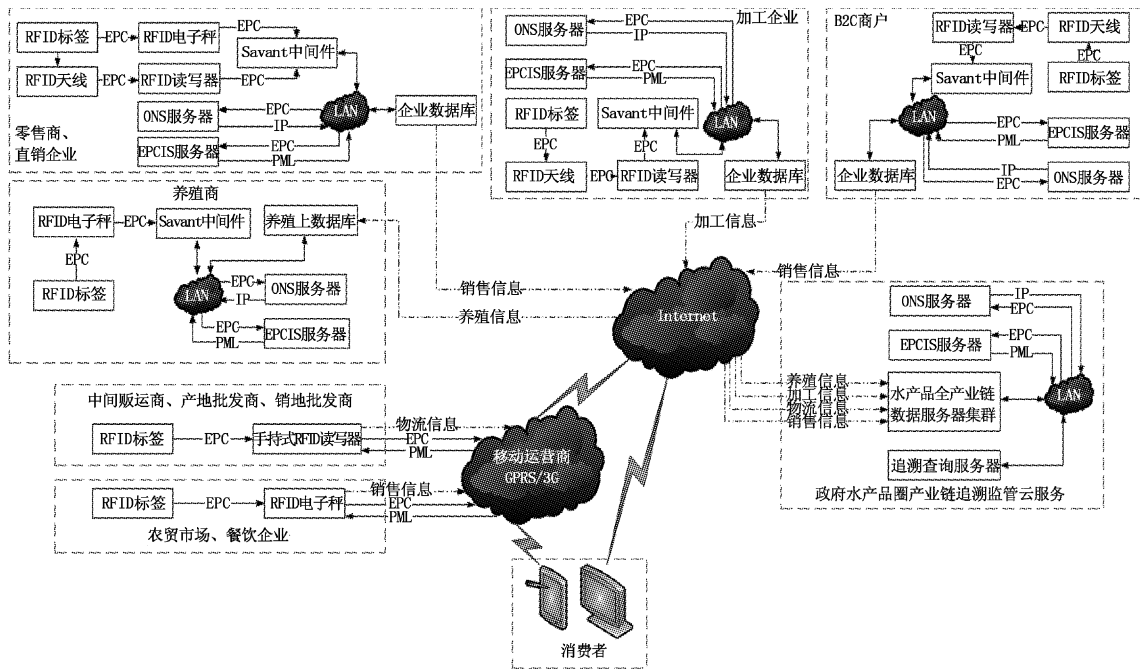 RFID标签
EPC
RFID电子秤
EPC
Savant中间件
RFID天线
EPC
RFID读写器
EPC
ONS服务器
EPC
IP
LAN
企业数据库
EPCIS服务器
EPC
PML
零售商、
直销企业
加工企业
ONS服务器
EPC
IP
EPCIS服务器
EPC
PML
RFID标签
Savant中间件
LAN
EPC
EPC
RFID天线
EPC
RFID读写器
企业数据库
B2C商户
RFID读写器
EPC
RFID天线
EPC
EPC
Savant中间件
RFID标签
LAN
EPC
PML
EPCIS服务器
企业数据库
IP
EPC
ONS服务器
养殖商
RFID电子秤
EPC
Savant中间件
养殖上数据库
EPC
RFID标签
LAN
EPC
IP
ONS服务器
EPC
PML
EPCIS服务器
加工信息
销售信息
销售信息
养殖信息
Internet
ONS服务器
IP
EPC
EPCIS服务器
EPC
PML
养殖信息
加工信息
物流信息
销售信息
水产品全产业链
数据服务器集群
LAN
追溯查询服务器
政府水产品圈产业链追溯监管云服务
中间贩运商、产地批发商、销地批发商
物流信息
RFID标签
EPC
手持式RFID读写器
EPC
PML
移动运营商
GPRS/3G
RFID标签
EPC
RFID电子秤
销售信息
EPC
PML
农贸市场、餐饮企业
消费者